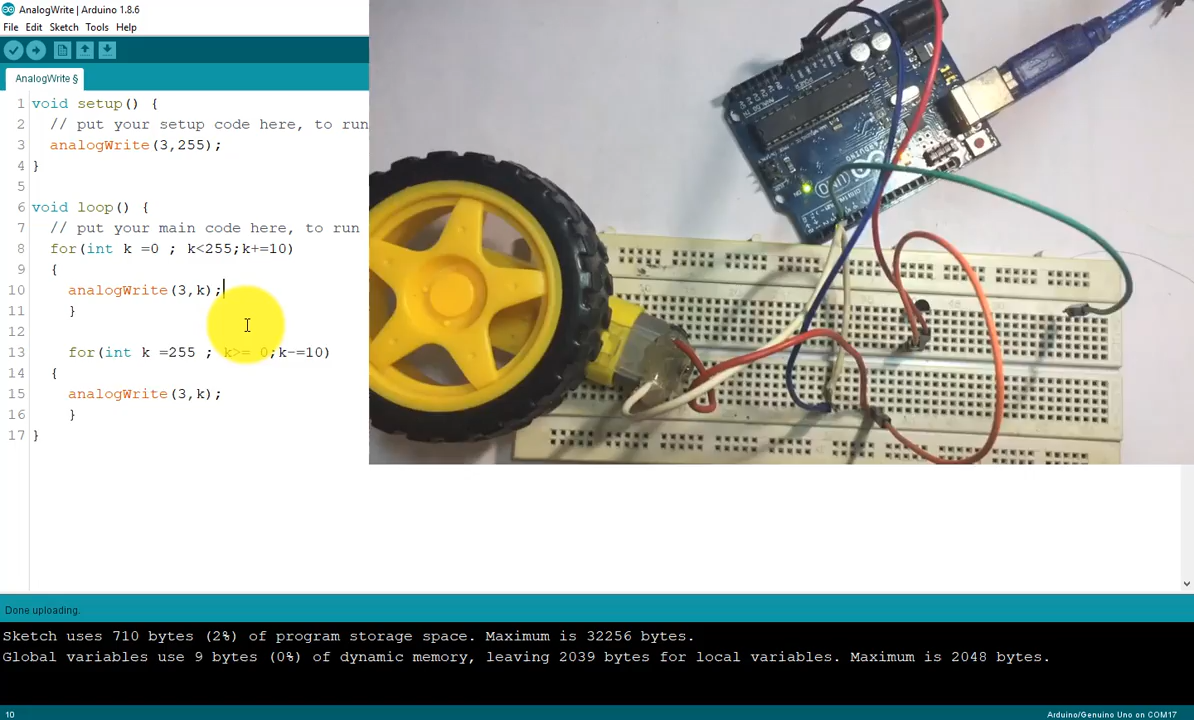 AnalogWrite | Arduino 1.8.6
File Edit Sketch Tools Help
AnalogWrite §
1 void setup() {
2 // put your setup code here, to run
3 analogWrite(3,255);
4 }
5
6 void loop() {
7 // put your main code here, to run
8 for(int k =0 ; k<255;k+=10)
9 {
10 analogWrite(3,k);
11 }
12
13 for(int k =255 ; k>= 0;k-=10)
14 {
15 analogWrite(3,k);
16 }
17 }
UNO
Done uploading.
Sketch uses 710 bytes (2%) of program storage space. Maximum is 32256 bytes.
Global variables use 9 bytes (0%) of dynamic memory, leaving 2039 bytes for local variables. Maximum is 2048 bytes.
10 Arduino/Genuino Uno on COM17